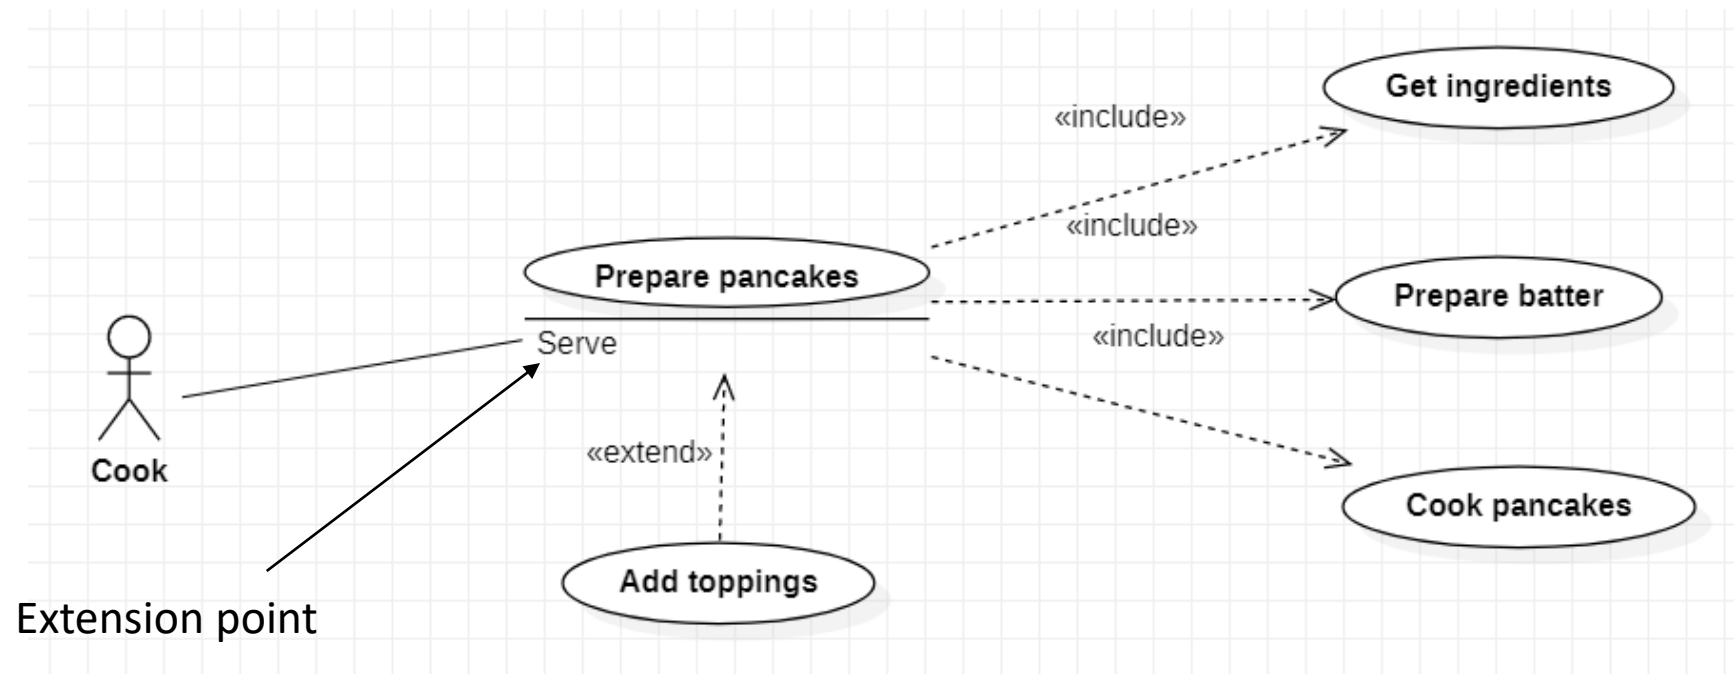 Get ingredients
«include»
«include»
Prepare pancakes
Prepare batter
Serve
«include»
«extend»
Cook
Cook pancakes
Add toppings
Extension point